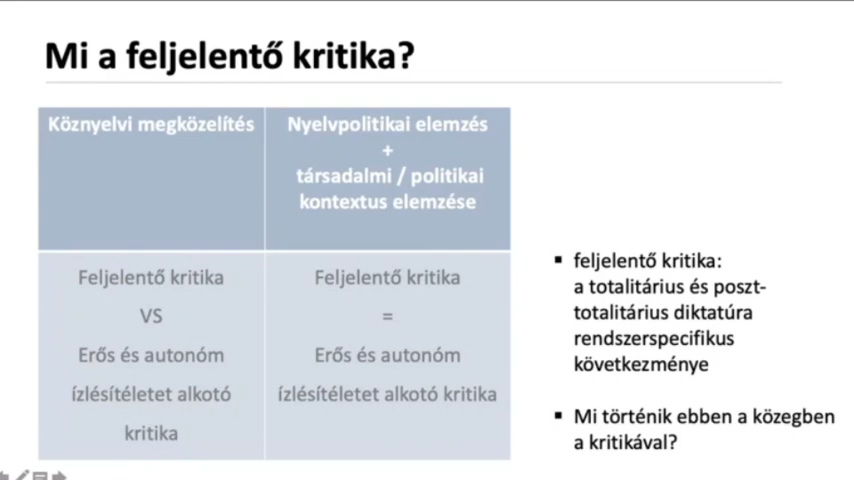 Mi a feljelentő kritika?
Köznyelvi megközelítés
Nyelvpolitikai elemzés
+
társadalmi / politikai
kontextus elemzése
Feljelentő kritika
VS
Erős és autonóm
ízlésítéletet alkotó
kritika
Feljelentő kritika
=
Erős és autonóm
ízlésítéletet alkotó kritika
▪ feljelentő kritika:
a totalitárius és poszt-
totalitárius diktatúra
rendszerspecifikus
következménye
▪ Mi történik ebben a közegben
a kritikával?